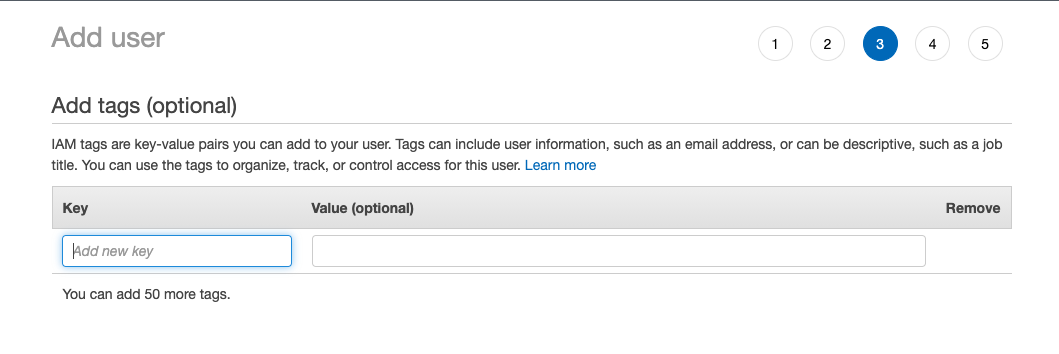 Add user
1 2 3 4 5
Add tags (optional)
IAM tags are key-value pairs you can add to your user. Tags can include user information, such as an email address, or can be descriptive, such as a job
title. You can use the tags to organize, track, or control access for this user. Learn more
Key Value (optional) Remove
Add new key
You can add 50 more tags.